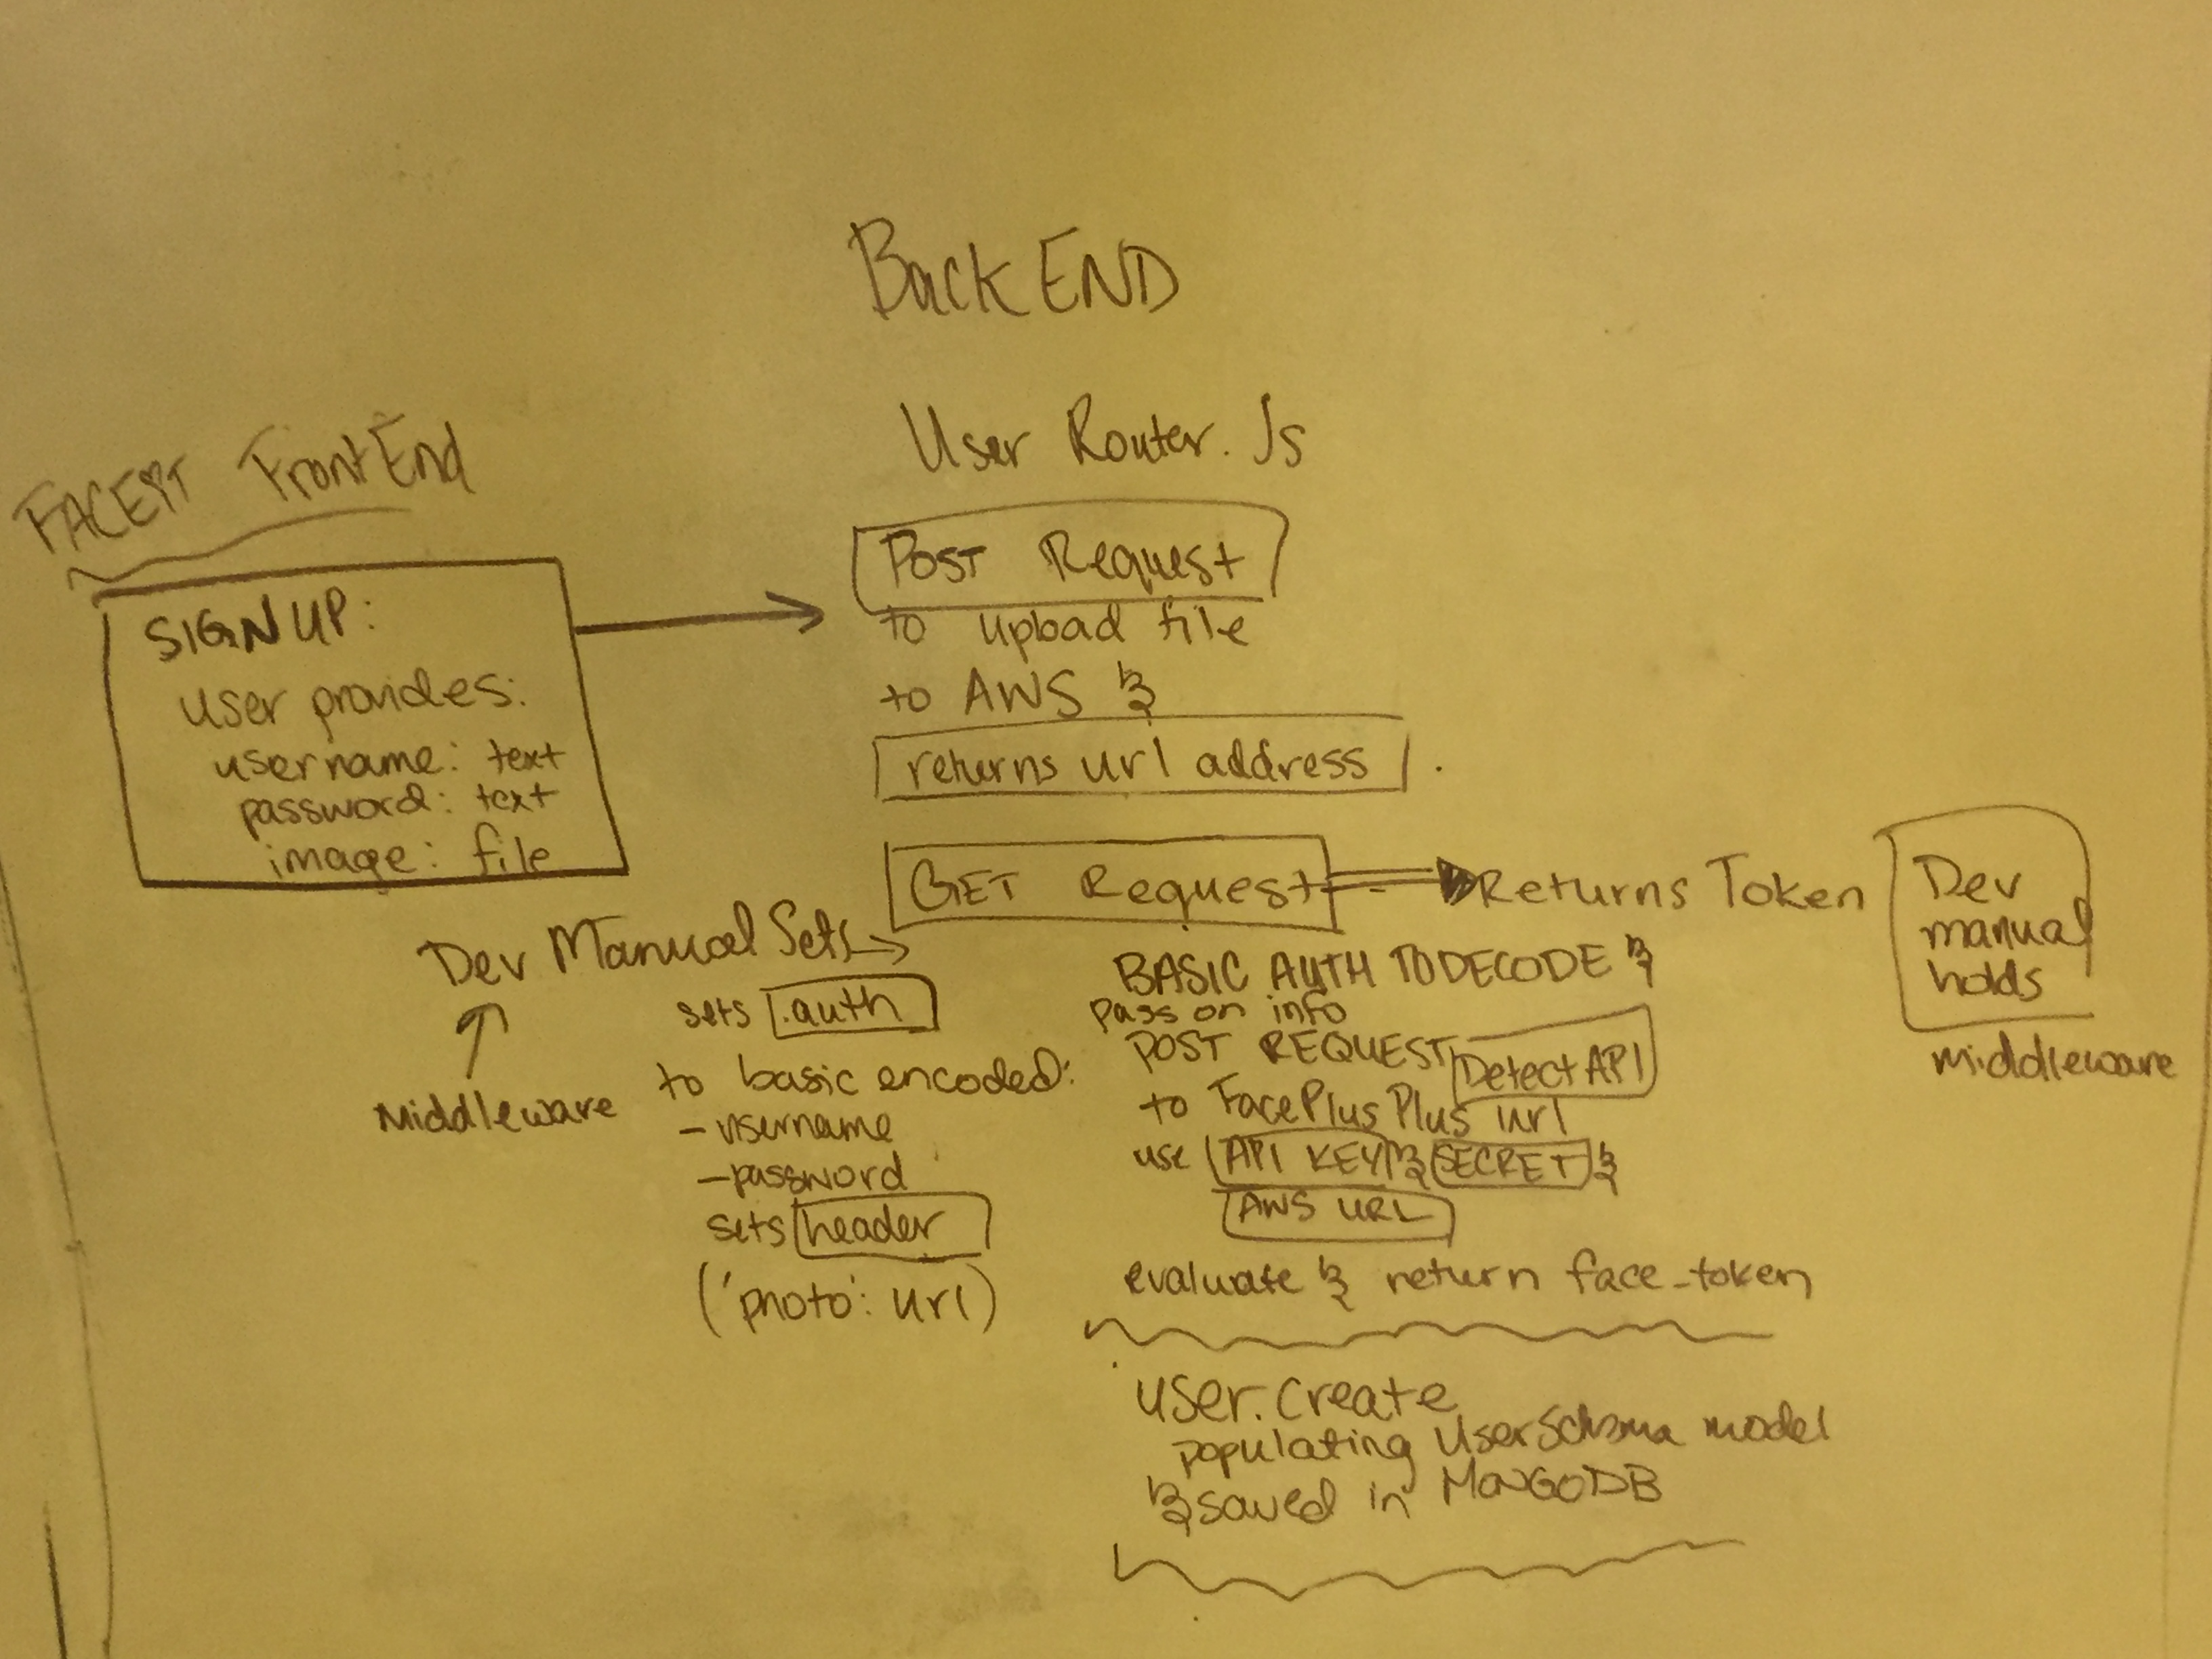 Back END
User Router.Js
FrontEnd
SIGN UP:
user provides:
username: text
password: text
image: file
POST Request
to upload file
to AWS &
returns url address
GET Request
Returns Token
Dev
manual
holds
Middleware
Dev Manual Sets
Middleware
sets .auth
to basic encoded:
- username
- password
sets header
('photo': url)
BASIC AUTH TO DECODE &
pass on info
POST REQUEST Detect API
to FacePlusPlus url
use API KEY & SECRET &
AWS URL
evaluate & return face_token
user.create
populating UserSchema model
& saved in MONGODB